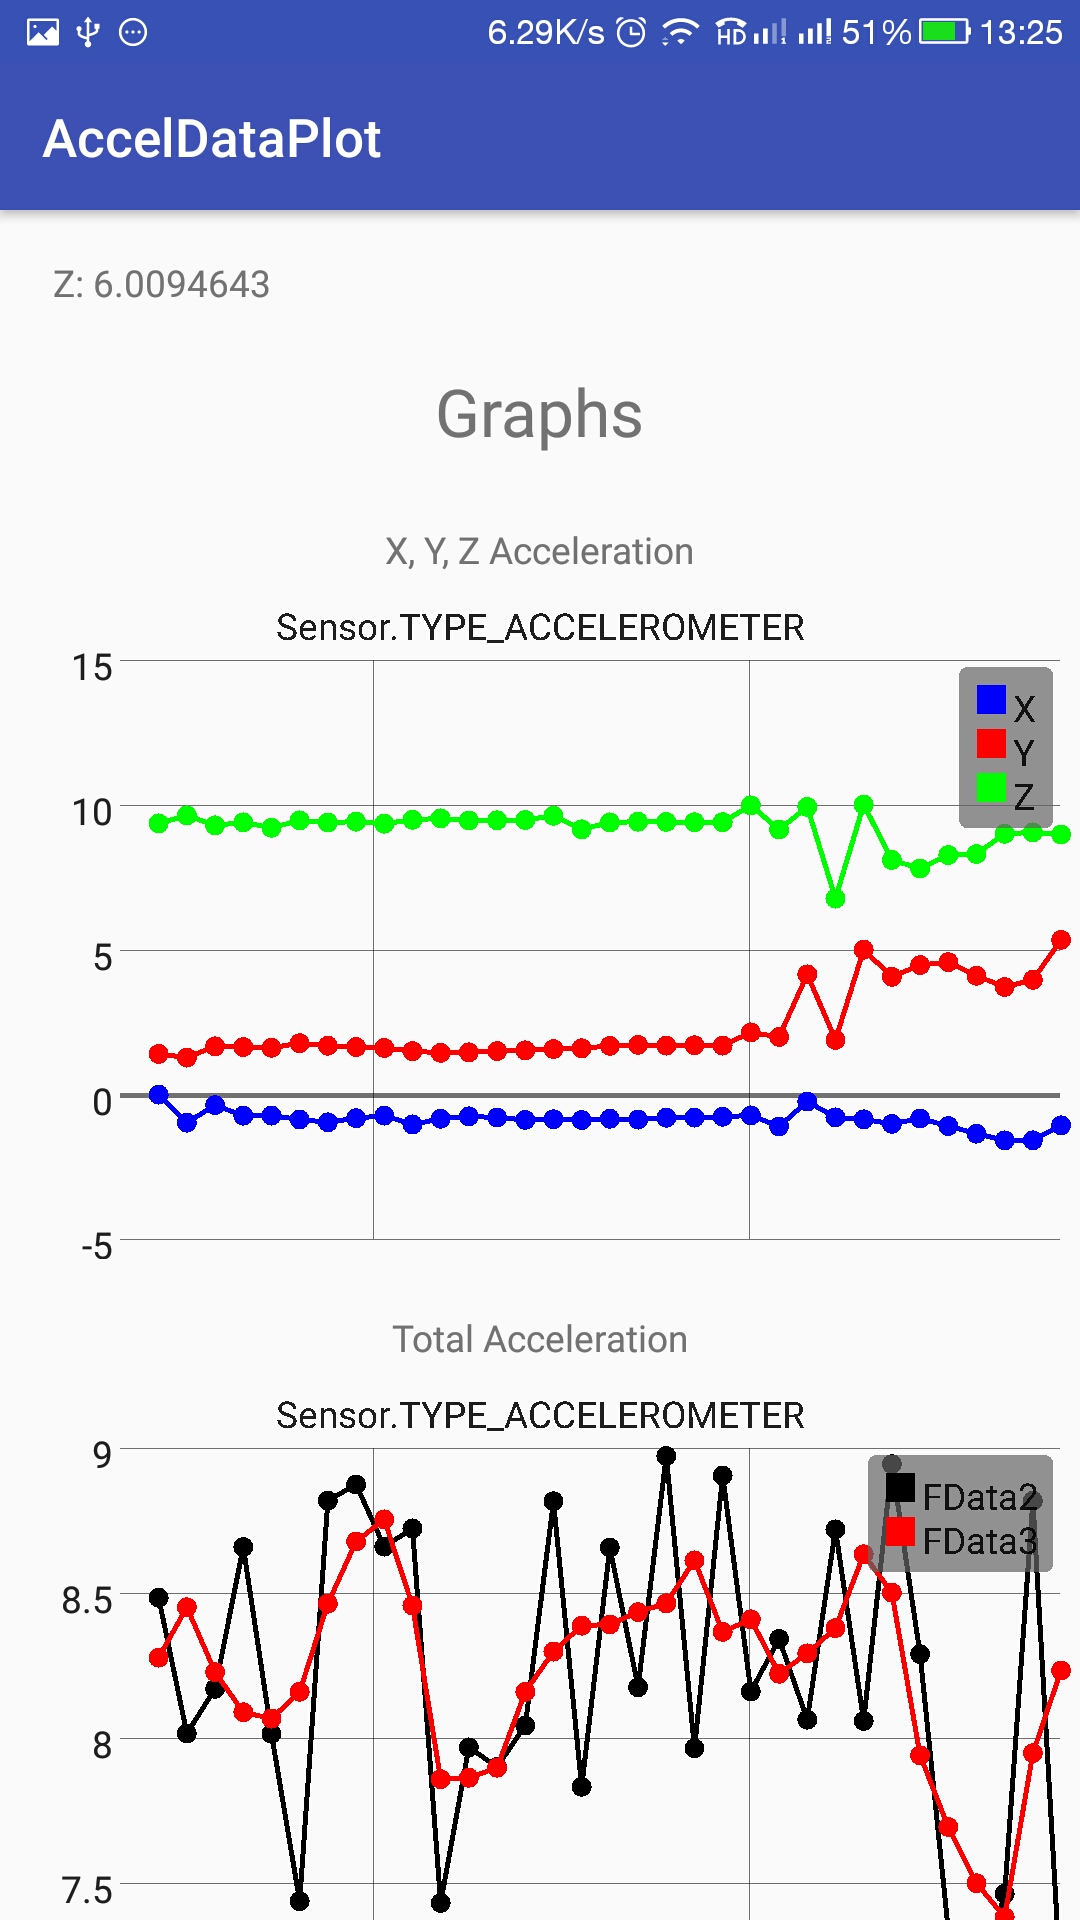 6.29K/s HD 51% 13:25
AccelDataPlot
Z: 6.0094643
Graphs
X, Y, Z Acceleration
Sensor.TYPE_ACCELEROMETER
15
X
Y
Z
10
5
0
-5
Total Acceleration
Sensor.TYPE_ACCELEROMETER
9
FData2
FData3
8.5
8
7.5